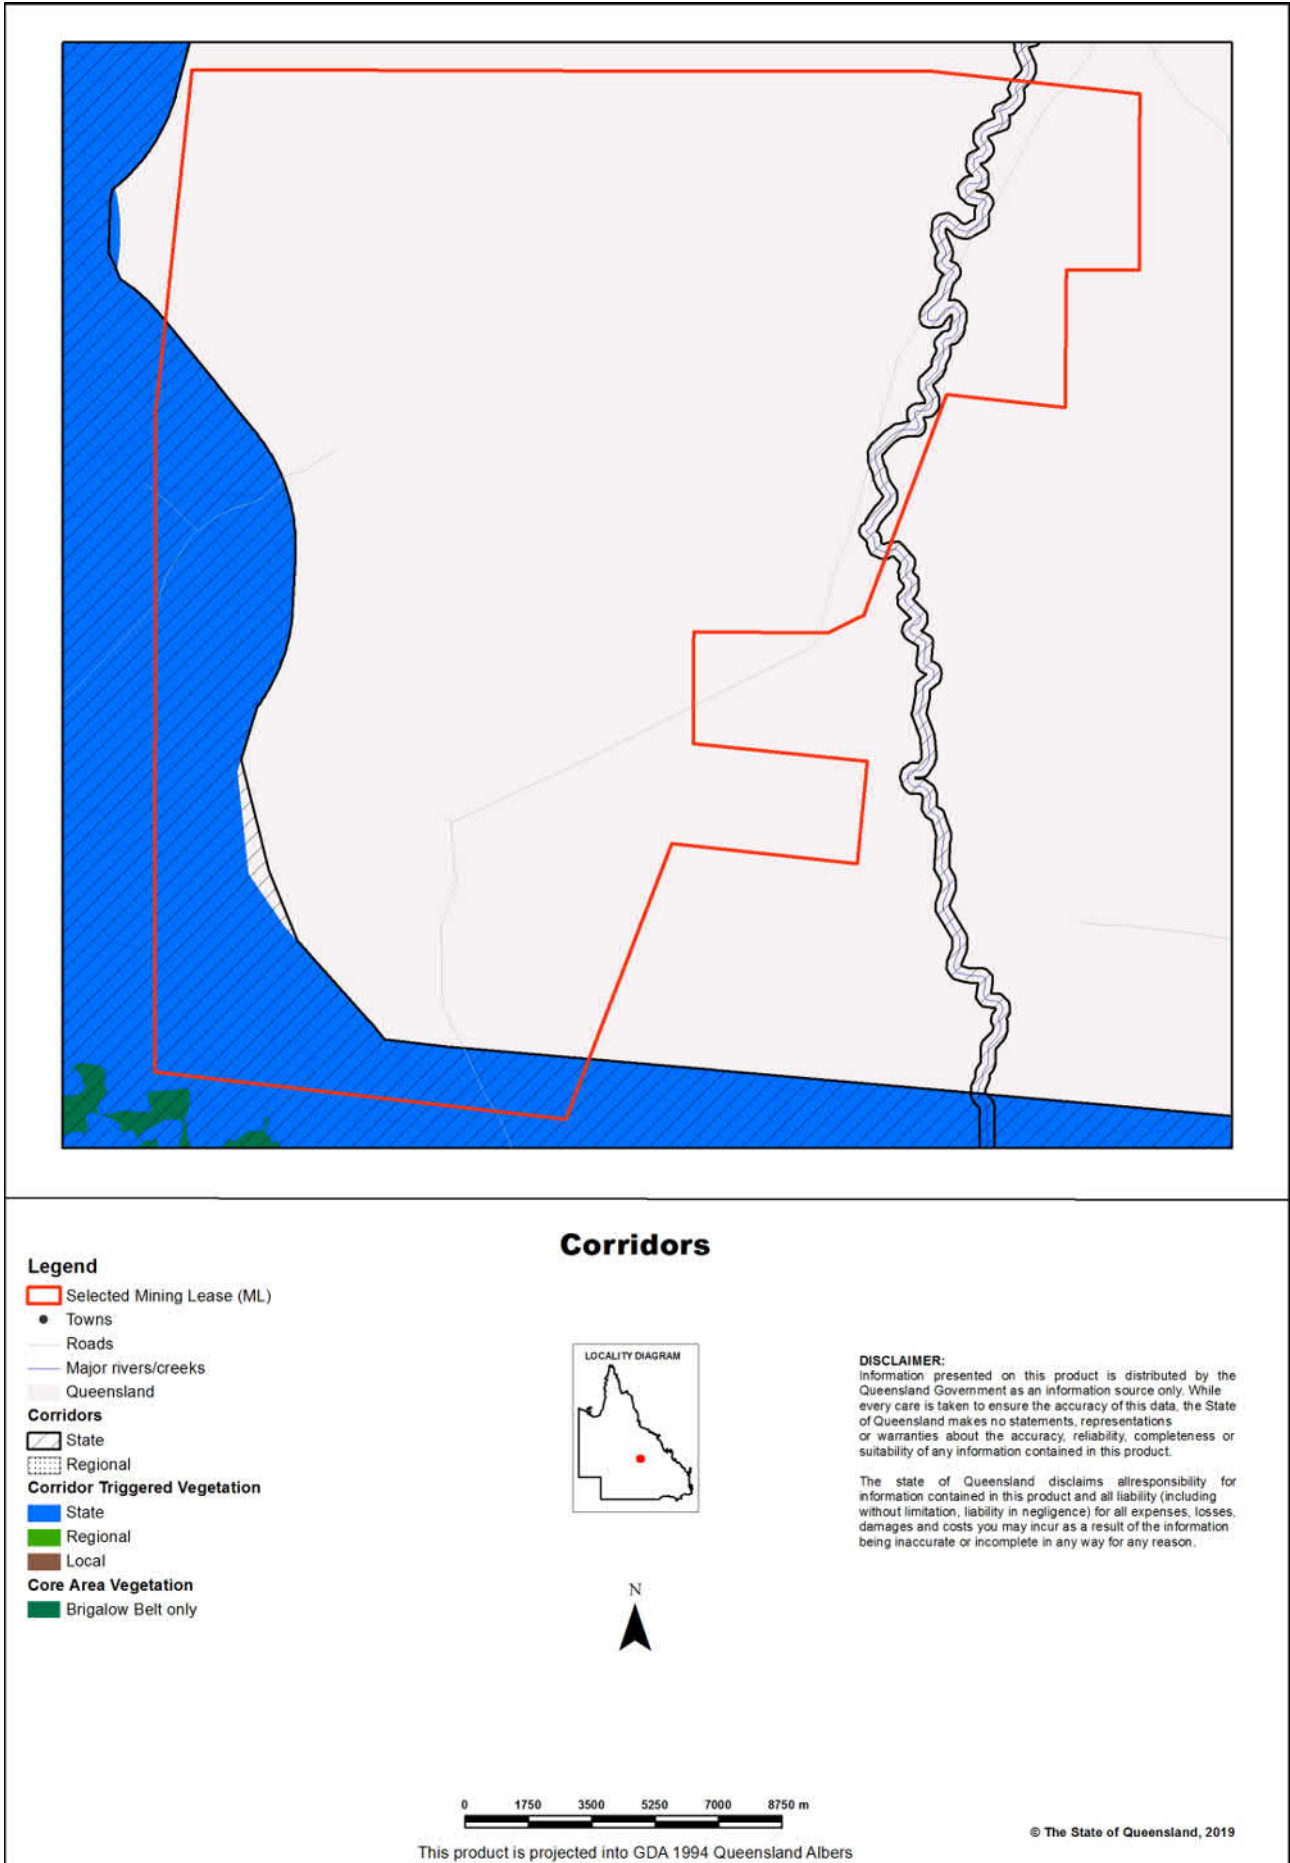 Corridors
Legend
Selected Mining Lease (ML)
Towns
Roads
Major rivers/creeks
Queensland
Corridors
State
Regional
Corridor Triggered Vegetation
State
Regional
Local
Core Area Vegetation
Brigalow Belt only
LOCALITY DIAGRAM
N
DISCLAIMER:
Information presented on this product is distributed by the
Queensland Government as an information source only. While
every care is taken to ensure the accuracy of this data, the State
of Queensland makes no statements, representations
or warranties about the accuracy, reliability, completeness or
suitability of any information contained in this product.
The state of Queensland disclaims allresponsibility for
information contained in this product and all liability (including
without limitation, liability in negligence) for all expenses, losses,
damages and costs you may incur as a result of the information
being inaccurate or incomplete in any way for any reason.
0 1750 3500 5250 7000 8750 m
This product is projected into GDA 1994 Queensland Albers
© The State of Queensland, 2019